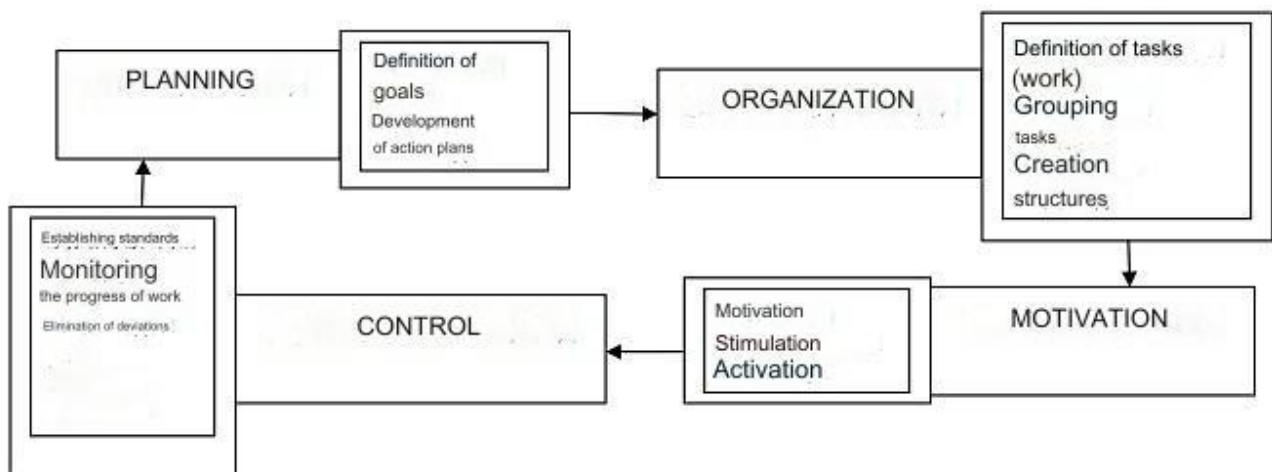 PLANNING
Definition of
goals
Development
of action plans
ORGANIZATION
Definition of tasks
(work)
Grouping
tasks
Creation
structures
MOTIVATION
Motivation
Stimulation
Activation
CONTROL
Establishing standards
Monitoring
the progress of work
Elimination of deviations